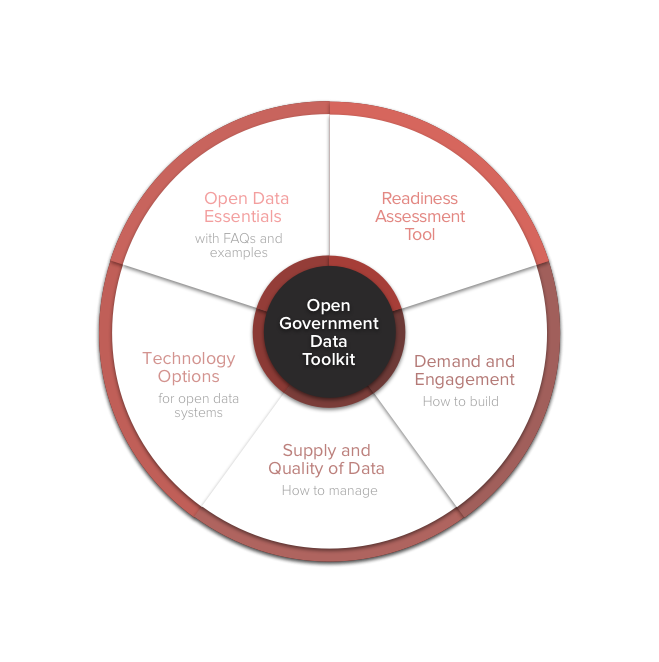 Open Data
Essentials
with FAQs and
examples
Readiness
Assessment
Tool
Open
Government
Data
Toolkit
Technology
Options
for open data
systems
Demand and
Engagement
How to build
Supply and
Quality of Data
How to manage